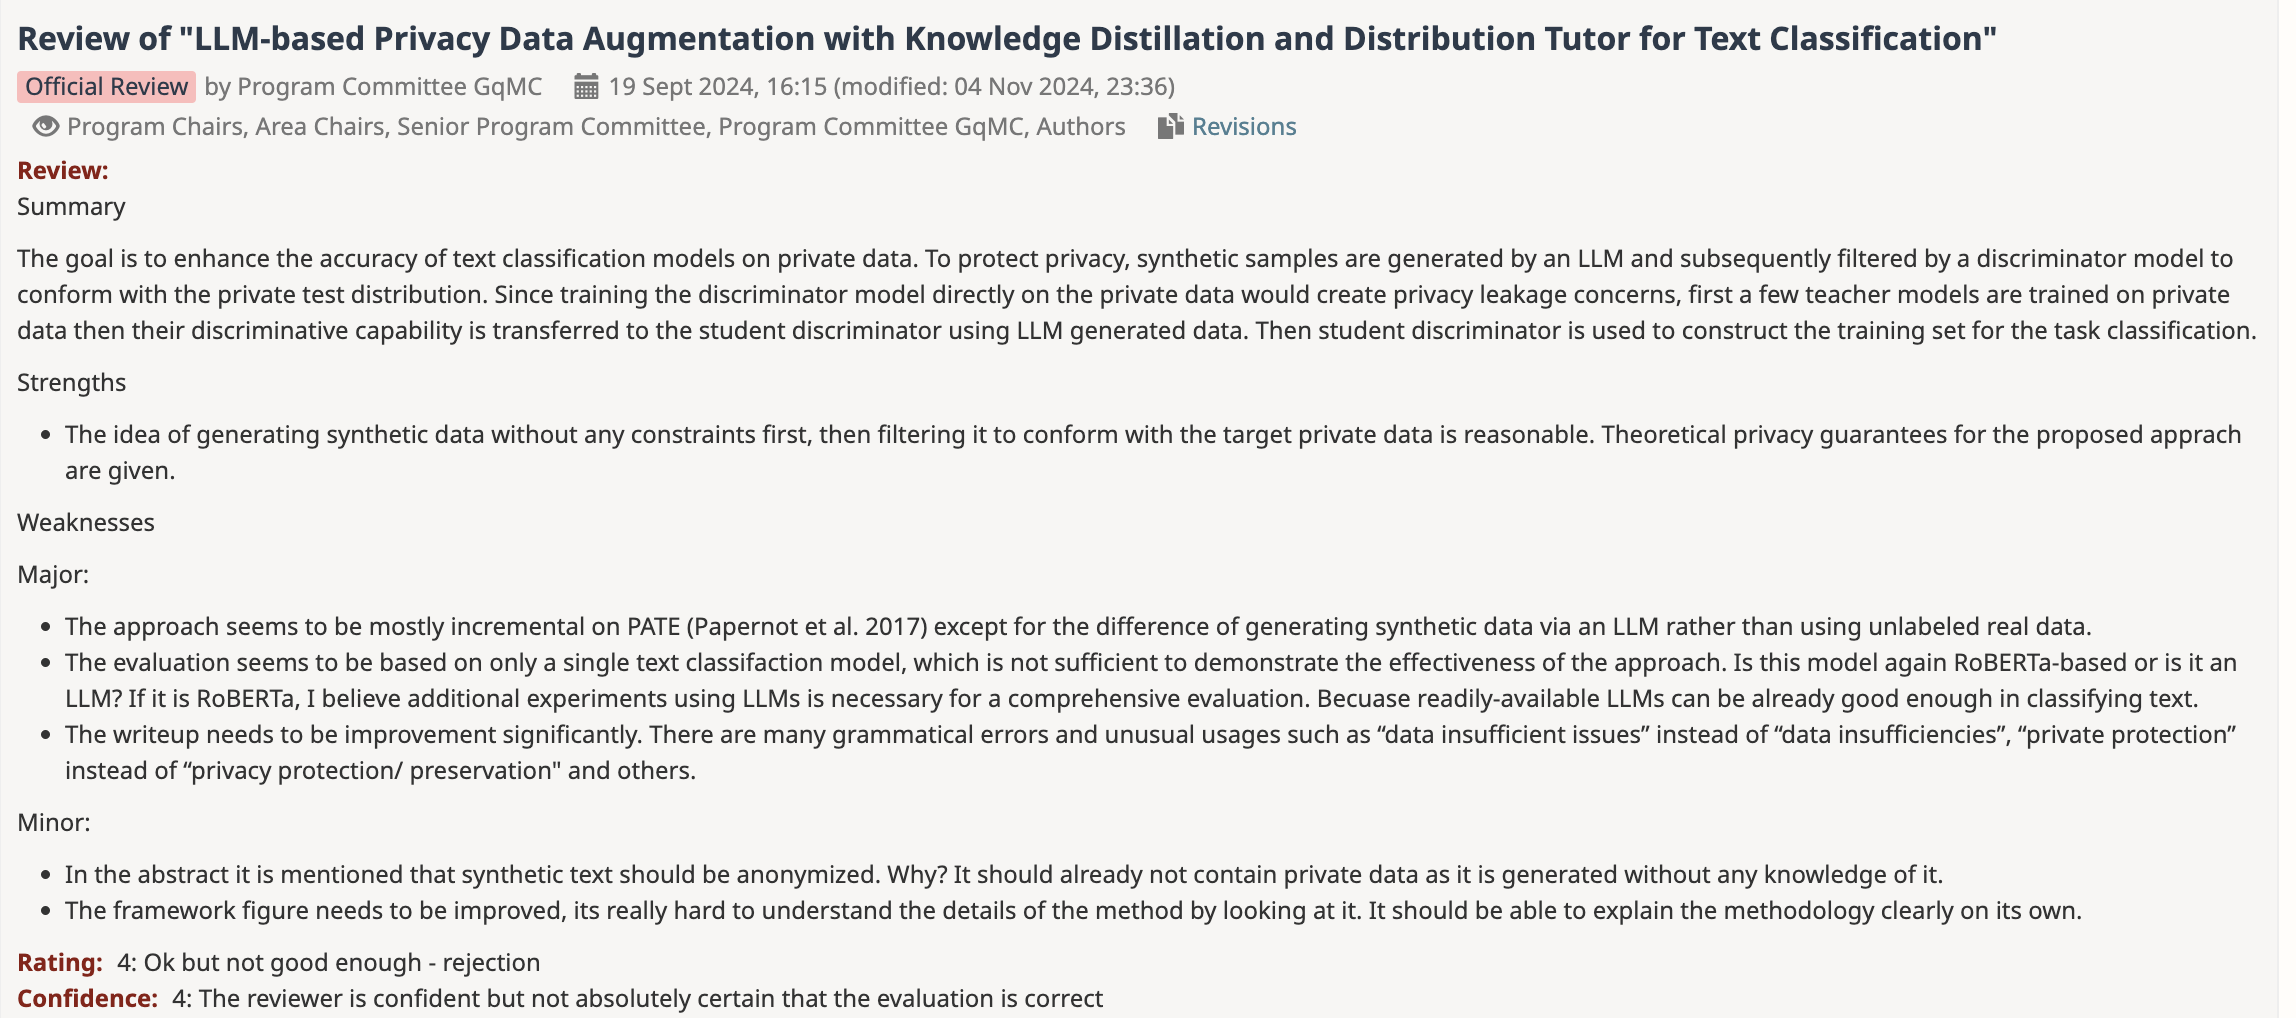 Review of "LLM-based Privacy Data Augmentation with Knowledge Distillation and Distribution Tutor for Text Classification"
Official Review by Program Committee GqMC 19 Sept 2024, 16:15 (modified: 04 Nov 2024, 23:36)
Program Chairs, Area Chairs, Senior Program Committee, Program Committee GqMC, Authors Revisions
Review:
Summary
The goal is to enhance the accuracy of text classification models on private data. To protect privacy, synthetic samples are generated by an LLM and subsequently filtered by a discriminator model to
conform with the private test distribution. Since training the discriminator model directly on the private data would create privacy leakage concerns, first a few teacher models are trained on private
data then their discriminative capability is transferred to the student discriminator using LLM generated data. Then student discriminator is used to construct the training set for the task classification.
Strengths
• The idea of generating synthetic data without any constraints first, then filtering it to conform with the target private data is reasonable. Theoretical privacy guarantees for the proposed apprach
are given.
Weaknesses
Major:
• The approach seems to be mostly incremental on PATE (Papernot et al. 2017) except for the difference of generating synthetic data via an LLM rather than using unlabeled real data.
• The evaluation seems to be based on only a single text classifaction model, which is not sufficient to demonstrate the effectiveness of the approach. Is this model again RoBERTa-based or is it an
LLM? If it is RoBERTa, I believe additional experiments using LLMs is necessary for a comprehensive evaluation. Becuase readily-available LLMs can be already good enough in classifying text.
• The writeup needs to be improvement significantly. There are many grammatical errors and unusual usages such as “data insufficient issues” instead of “data insufficiencies”, “private protection”
instead of “privacy protection/ preservation" and others.
Minor:
• In the abstract it is mentioned that synthetic text should be anonymized. Why? It should already not contain private data as it is generated without any knowledge of it.
• The framework figure needs to be improved, its really hard to understand the details of the method by looking at it. It should be able to explain the methodology clearly on its own.
Rating: 4: Ok but not good enough - rejection
Confidence: 4: The reviewer is confident but not absolutely certain that the evaluation is correct